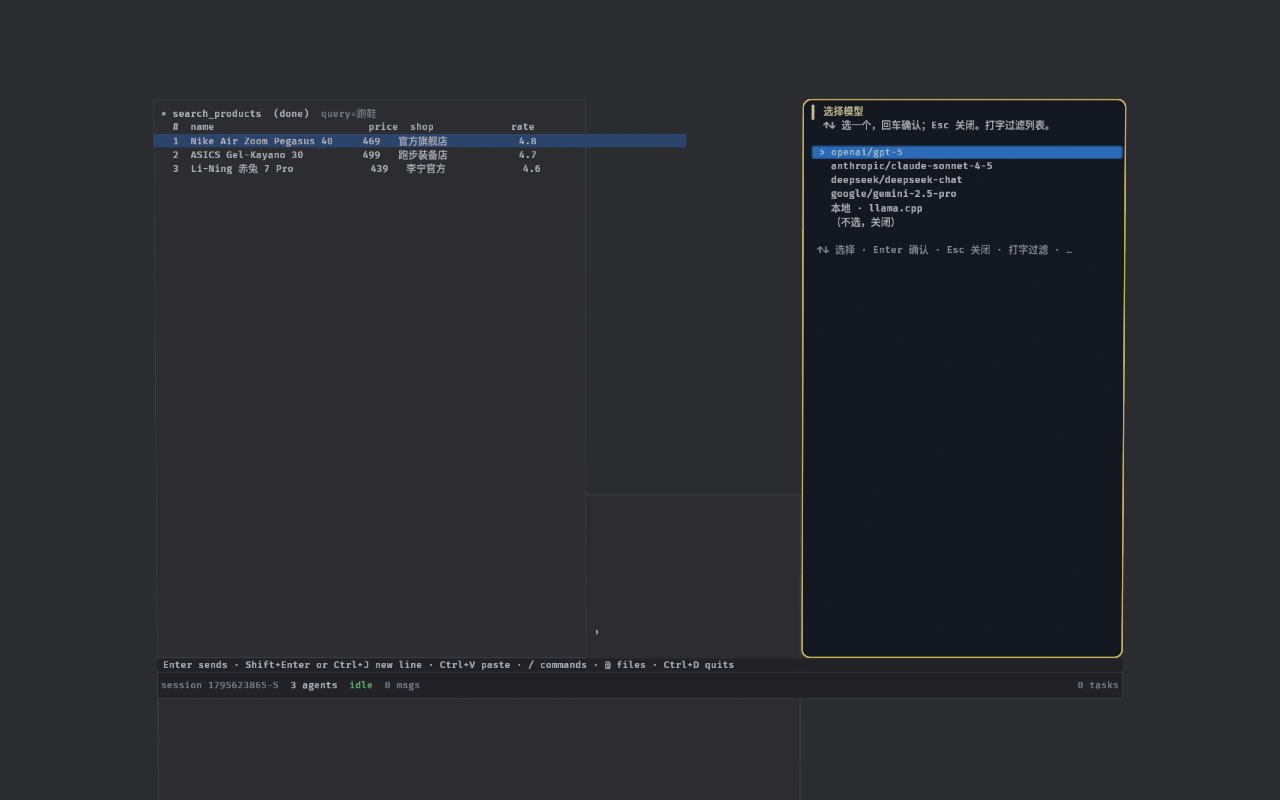 * search_products (done) query=跑鞋
# name price shop rate
1 Nike Air Zoom Pegasus 40 469 官方旗舰店 4.8
2 ASICS Gel-Kayano 30 499 跑步装备店 4.7
3 Li-Ning 赤兔 7 Pro 439 李宁官方 4.6
选择模型
↑↓ 选一个，回车确认；Esc 关闭。打字过滤列表。
> openai/gpt-5
anthropic/claude-sonnet-4-5
deepseek/deepseek-chat
google/gemini-2.5-pro
本地 · llama.cpp
（不选，关闭）
↑↓ 选择 · Enter 确认 · Esc 关闭 · 打字过滤 · …
›
Enter sends · Shift+Enter or Ctrl+J new line · Ctrl+V paste · / commands · @ files · Ctrl+D quits
session 1795623865-5 3 agents idle 0 msgs 0 tasks